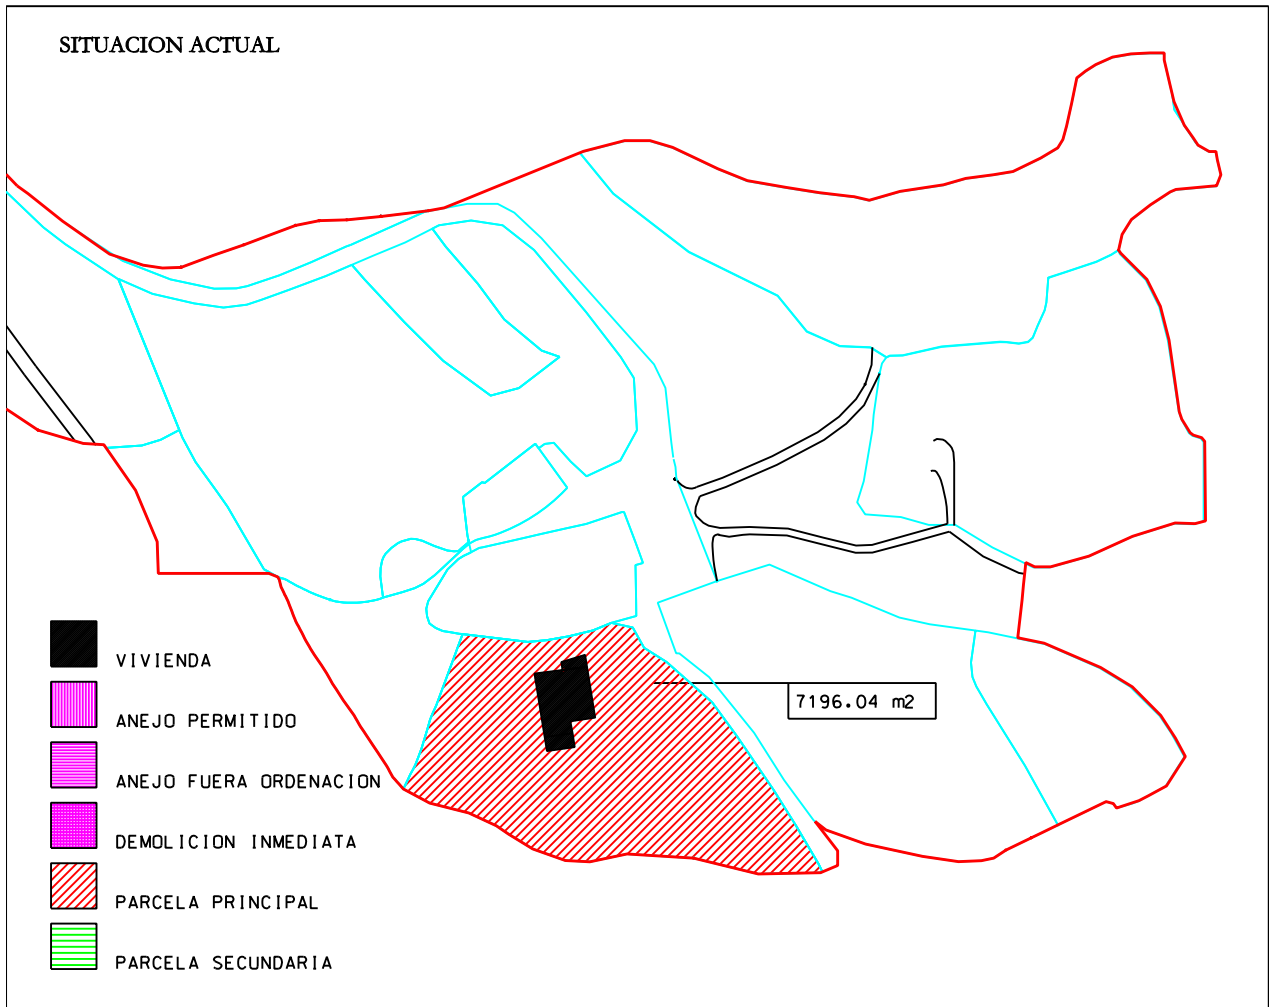 SITUACION ACTUAL
7196.04 m2
VIVIENDA
ANEJO PERMITIDO
ANEJO FUERA ORDENACION
DEMOLICION INMEDIATA
PARCELA PRINCIPAL
PARCELA SECUNDARIA